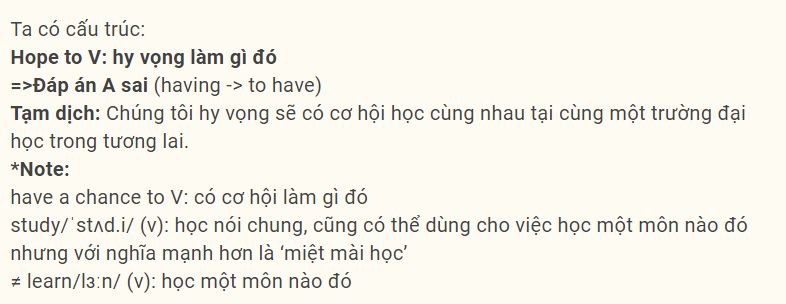 Ta có cấu trúc:
Hope to V: hy vọng làm gì đó
=>Đáp án A sai (having -> to have)
Tạm dịch: Chúng tôi hy vọng sẽ có cơ hội học cùng nhau tại cùng một trường đại
học trong tương lai.
*Note:
have a chance to V: có cơ hội làm gì đó
study/ˈstʌd.i/ (v): học nói chung, cũng có thể dùng cho việc học một môn nào đó
nhưng với nghĩa mạnh hơn là ‘miệt mài học’
≠ learn/lɜːn/ (v): học một môn nào đó